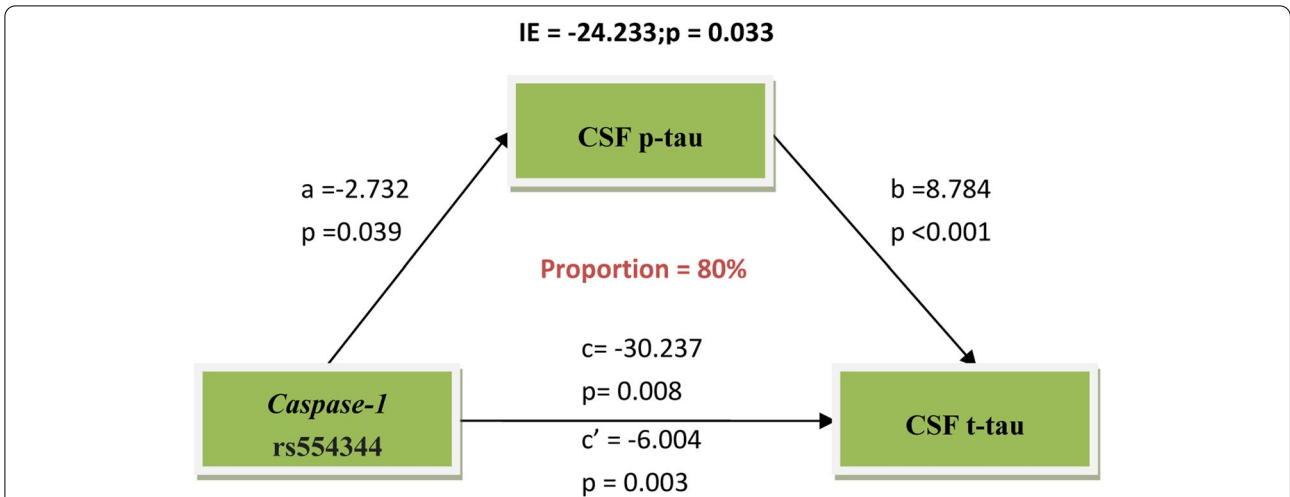 IE = -24.233;p = 0.033
CSF p-tau
a =-2.732
p =0.039
b =8.784
p <0.001
Proportion = 80%
c= -30.237
p= 0.008
Caspase-1
rs554344
c’ = -6.004
p = 0.003
CSF t-tau